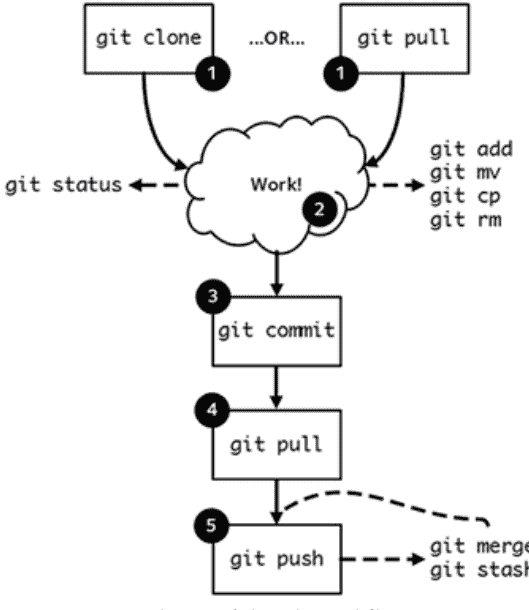 git clone ...OR... git pull
1 1
git add
git mv
git status Work! git cp
2 git rm
3
git commit
4
git pull
5
git push
git merge
git stash